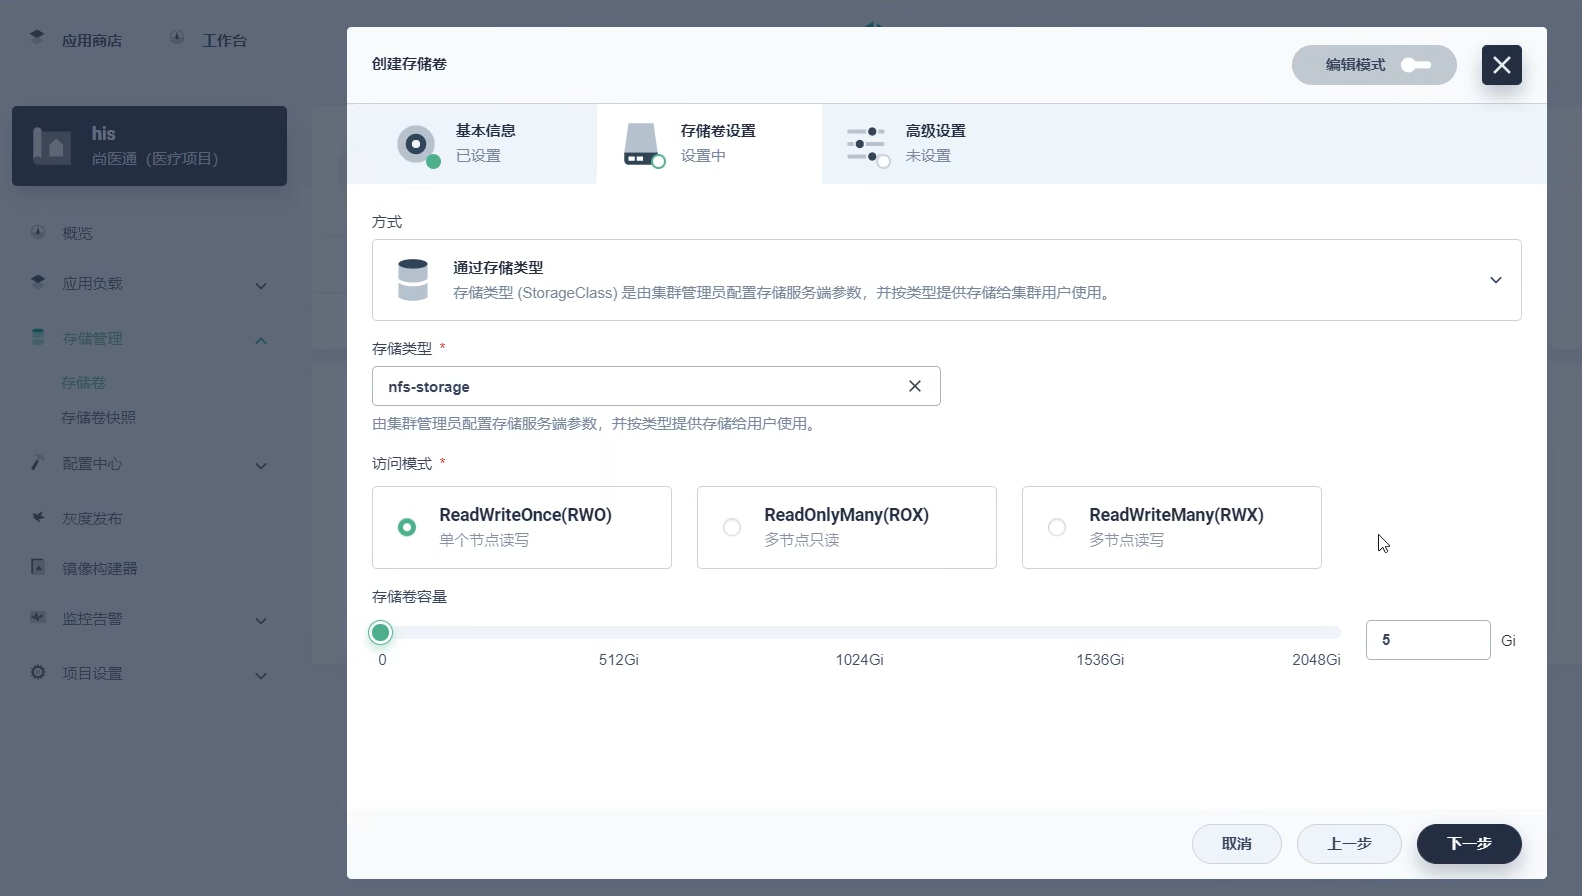 应用商店
工作台
his
尚医通（医疗项目）
概览
应用负载
存储管理
存储卷
存储卷快照
配置中心
灰度发布
镜像构建器
监控告警
项目设置
创建存储卷
编辑模式
基本信息
已设置
存储卷设置
设置中
高级设置
未设置
方式
通过存储类型
存储类型 (StorageClass) 是由集群管理员配置存储服务端参数，并按类型提供存储给集群用户使用。
存储类型 *
nfs-storage
由集群管理员配置存储服务端参数，并按类型提供存储给用户使用。
访问模式 *
ReadWriteOnce(RWO)
单个节点读写
ReadOnlyMany(ROX)
多节点只读
ReadWriteMany(RWX)
多节点读写
存储卷容量
0
512Gi
1024Gi
1536Gi
2048Gi
5
Gi
取消
上一步
下一步